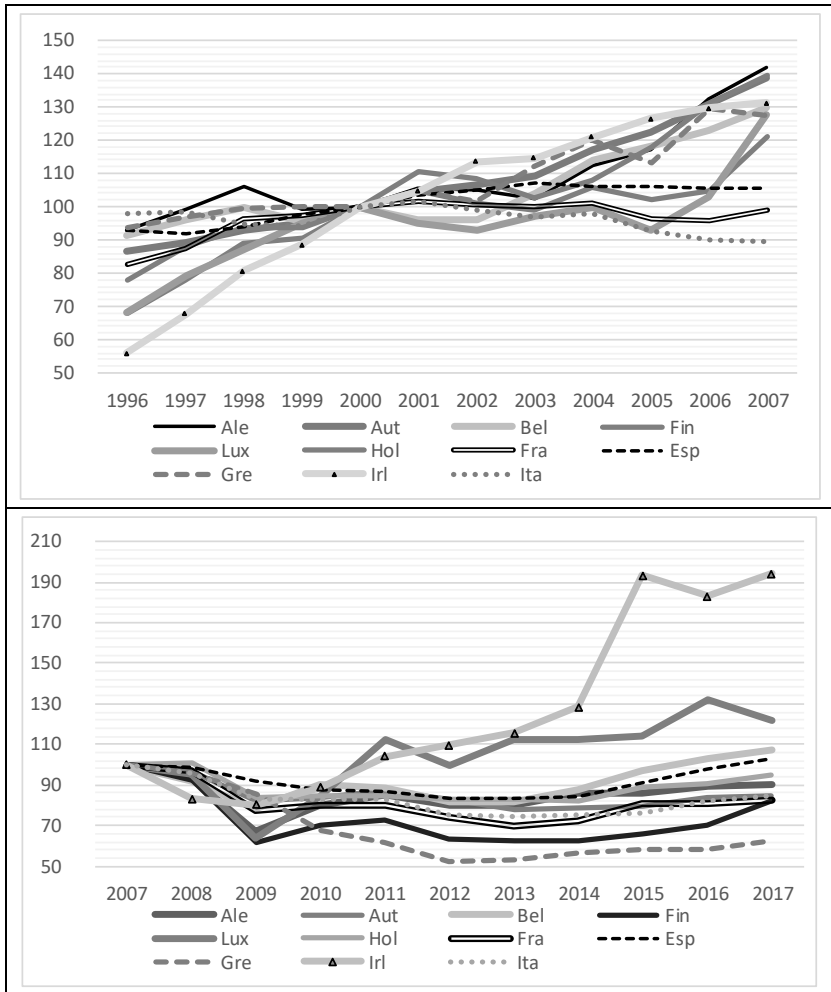 150
140
130
120
110
100
90
80
70
60
50
1996 1997 1998 1999 2000 2001 2002 2003 2004 2005 2006 2007
Ale Aut Bel Fin
Lux Hol Fra Esp
Gre Irl Ita
210
190
170
150
130
110
90
70
50
2007 2008 2009 2010 2011 2012 2013 2014 2015 2016 2017
Ale Aut Bel Fin
Lux Hol Fra Esp
Gre Irl Ita